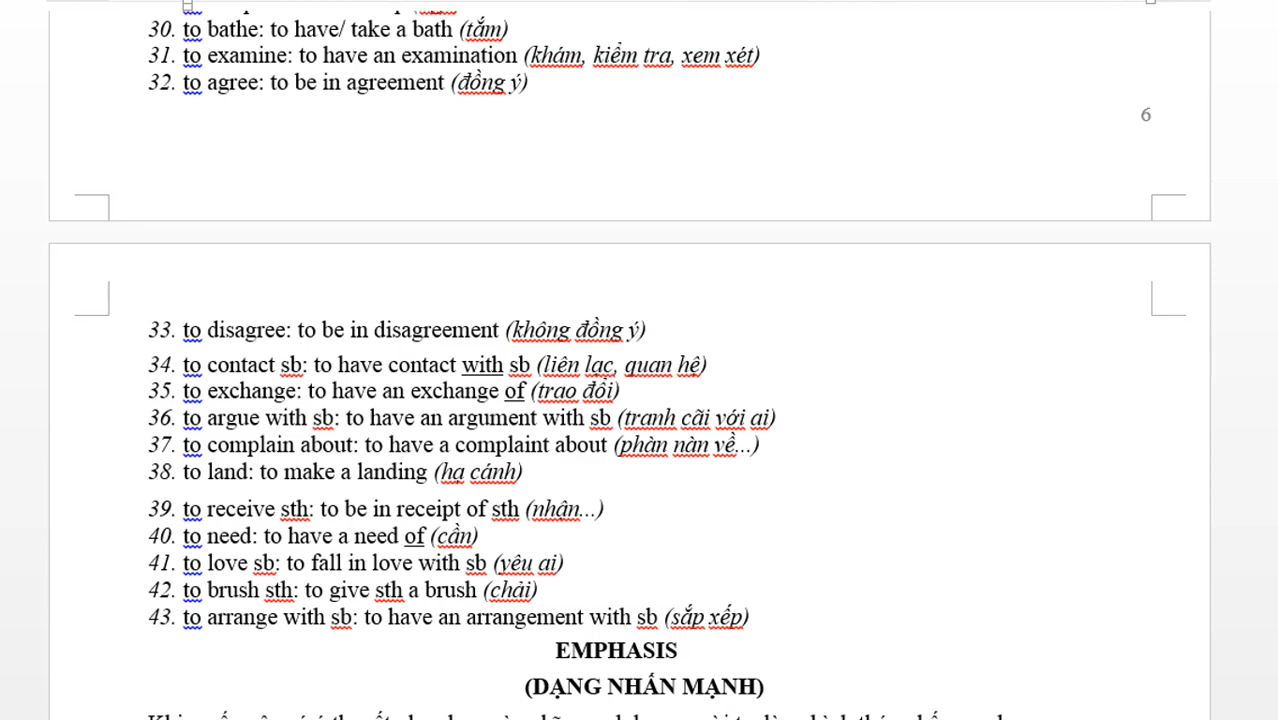 30. to bathe: to have/ take a bath (tắm)
31. to examine: to have an examination (khám, kiểm tra, xem xét)
32. to agree: to be in agreement (đồng ý)
6
33. to disagree: to be in disagreement (không đồng ý)
34. to contact sb: to have contact with sb (liên lạc, quan hệ)
35. to exchange: to have an exchange of (trao đổi)
36. to argue with sb: to have an argument with sb (tranh cãi với ai)
37. to complain about: to have a complaint about (phàn nàn về...)
38. to land: to make a landing (hạ cánh)
39. to receive sth: to be in receipt of sth (nhận...)
40. to need: to have a need of (cần)
41. to love sb: to fall in love with sb (yêu ai)
42. to brush sth: to give sth a brush (chải)
43. to arrange with sb: to have an arrangement with sb (sắp xếp)
EMPHASIS
(DẠNG NHẤN MẠNH)